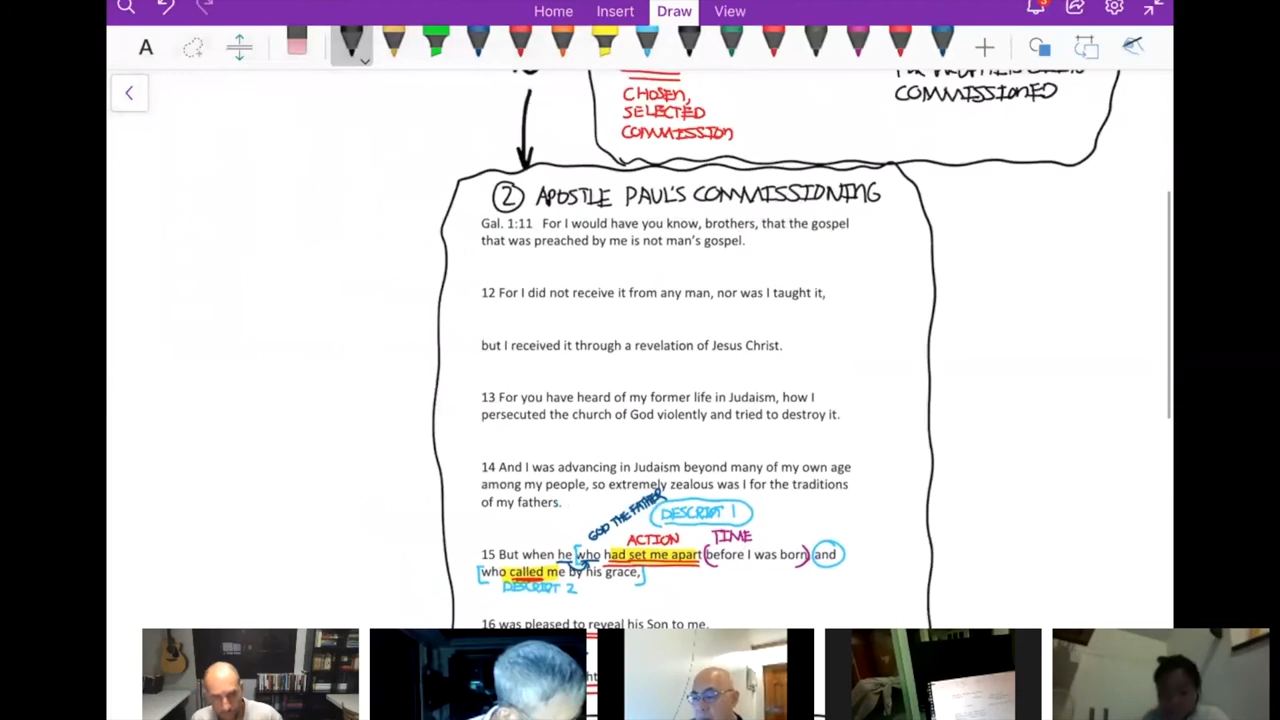 Home Insert Draw View
A
FOR PROPHETS BEING
CHOSEN, COMMISSIONED
SELECTED
COMMISSION
2 APOSTLE PAUL'S COMMISSIONING
Gal. 1:11 For I would have you know, brothers, that the gospel
that was preached by me is not man's gospel.
12 For I did not receive it from any man, nor was I taught it,
but I received it through a revelation of Jesus Christ.
13 For you have heard of my former life in Judaism, how I
persecuted the church of God violently and tried to destroy it.
14 And I was advancing in Judaism beyond many of my own age
among my people, so extremely zealous was I for the traditions
of my fathers.
GOD THE FATHER DESCRIPT 1
ACTION TIME
15 But when he [who had set me apart (before I was born) and
[who called me by his grace,]
DESCRIPT 2
16 was pleased to reveal his Son to me,